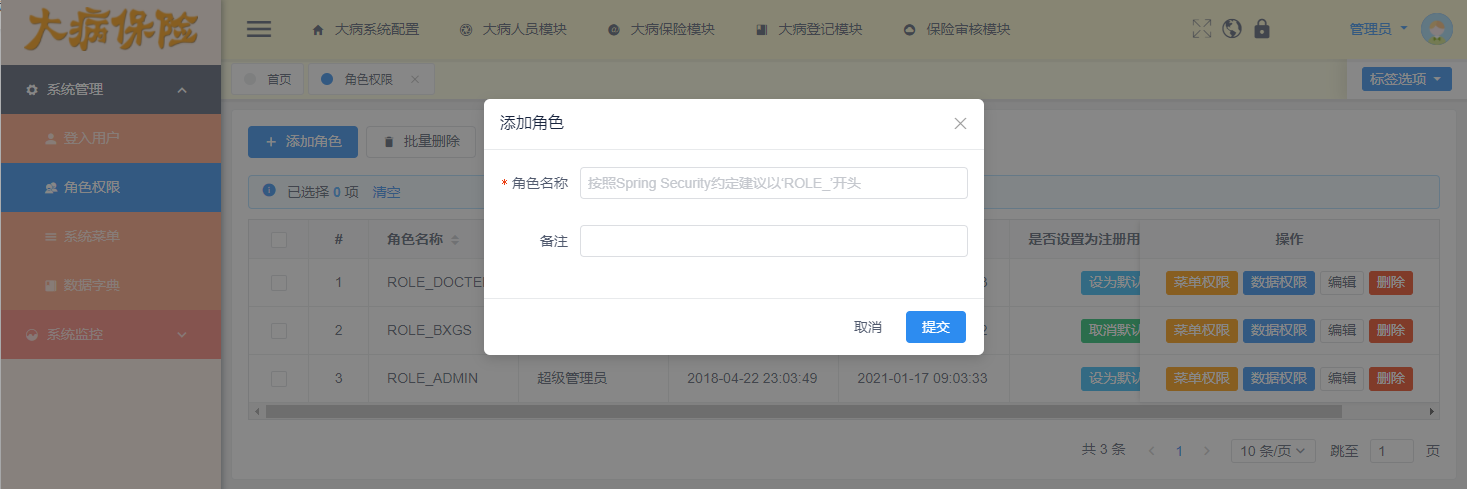 大病保险
大病系统配置 大病人员模块 大病保险模块 大病登记模块 保险审核模块 管理员
首页 角色权限 标签选项
系统管理
登入用户
角色权限
系统菜单
数据字典
系统监控
添加角色 批量删除
已选择 0 项 清空
添加角色
* 角色名称 按照Spring Security约定建议以'ROLE_'开头
备注
取消 提交
# 角色名称 是否设置为注册用 操作
1 ROLE_DOCTE 3 设为默认 菜单权限 数据权限 编辑 删除
2 ROLE_BXGS 2 取消默认 菜单权限 数据权限 编辑 删除
3 ROLE_ADMIN 超级管理员 2018-04-22 23:03:49 2021-01-17 09:03:33 设为默认 菜单权限 数据权限 编辑 删除
共 3 条 1 10 条/页 跳至 1 页